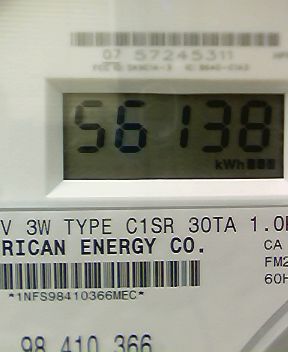 07 57245311
56138
kWh
V 3W TYPE C1SR 30TA 1.0
RICAN ENERGY CO.
CA
FM2
60H
*1NFS98410366MEC*
98 410 366